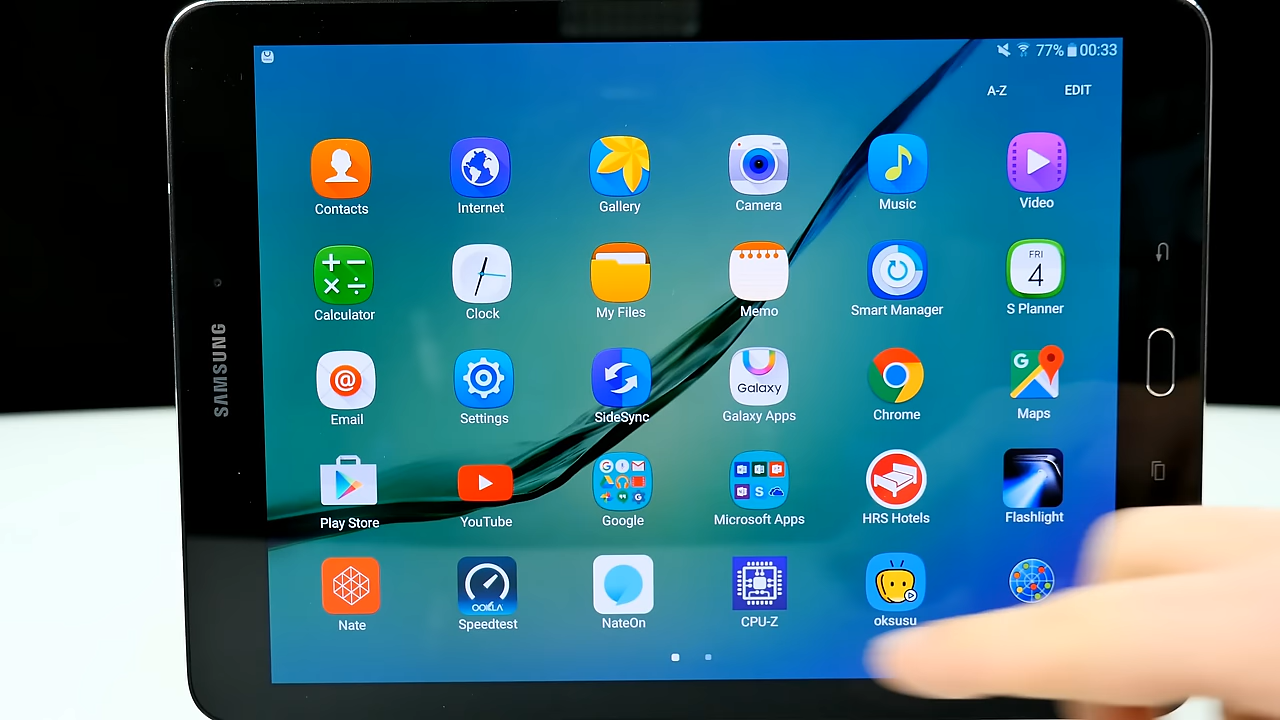 77% 00:33
A-Z EDIT
Contacts Internet Gallery Camera Music Video
FRI
4
Calculator Clock My Files Memo Smart Manager S Planner
SAMSUNG
@ Galaxy G
Email Settings SideSync Galaxy Apps Chrome Maps
Play Store YouTube Google Microsoft Apps HRS Hotels Flashlight
OOKLA
Nate Speedtest NateOn CPU-Z oksusu